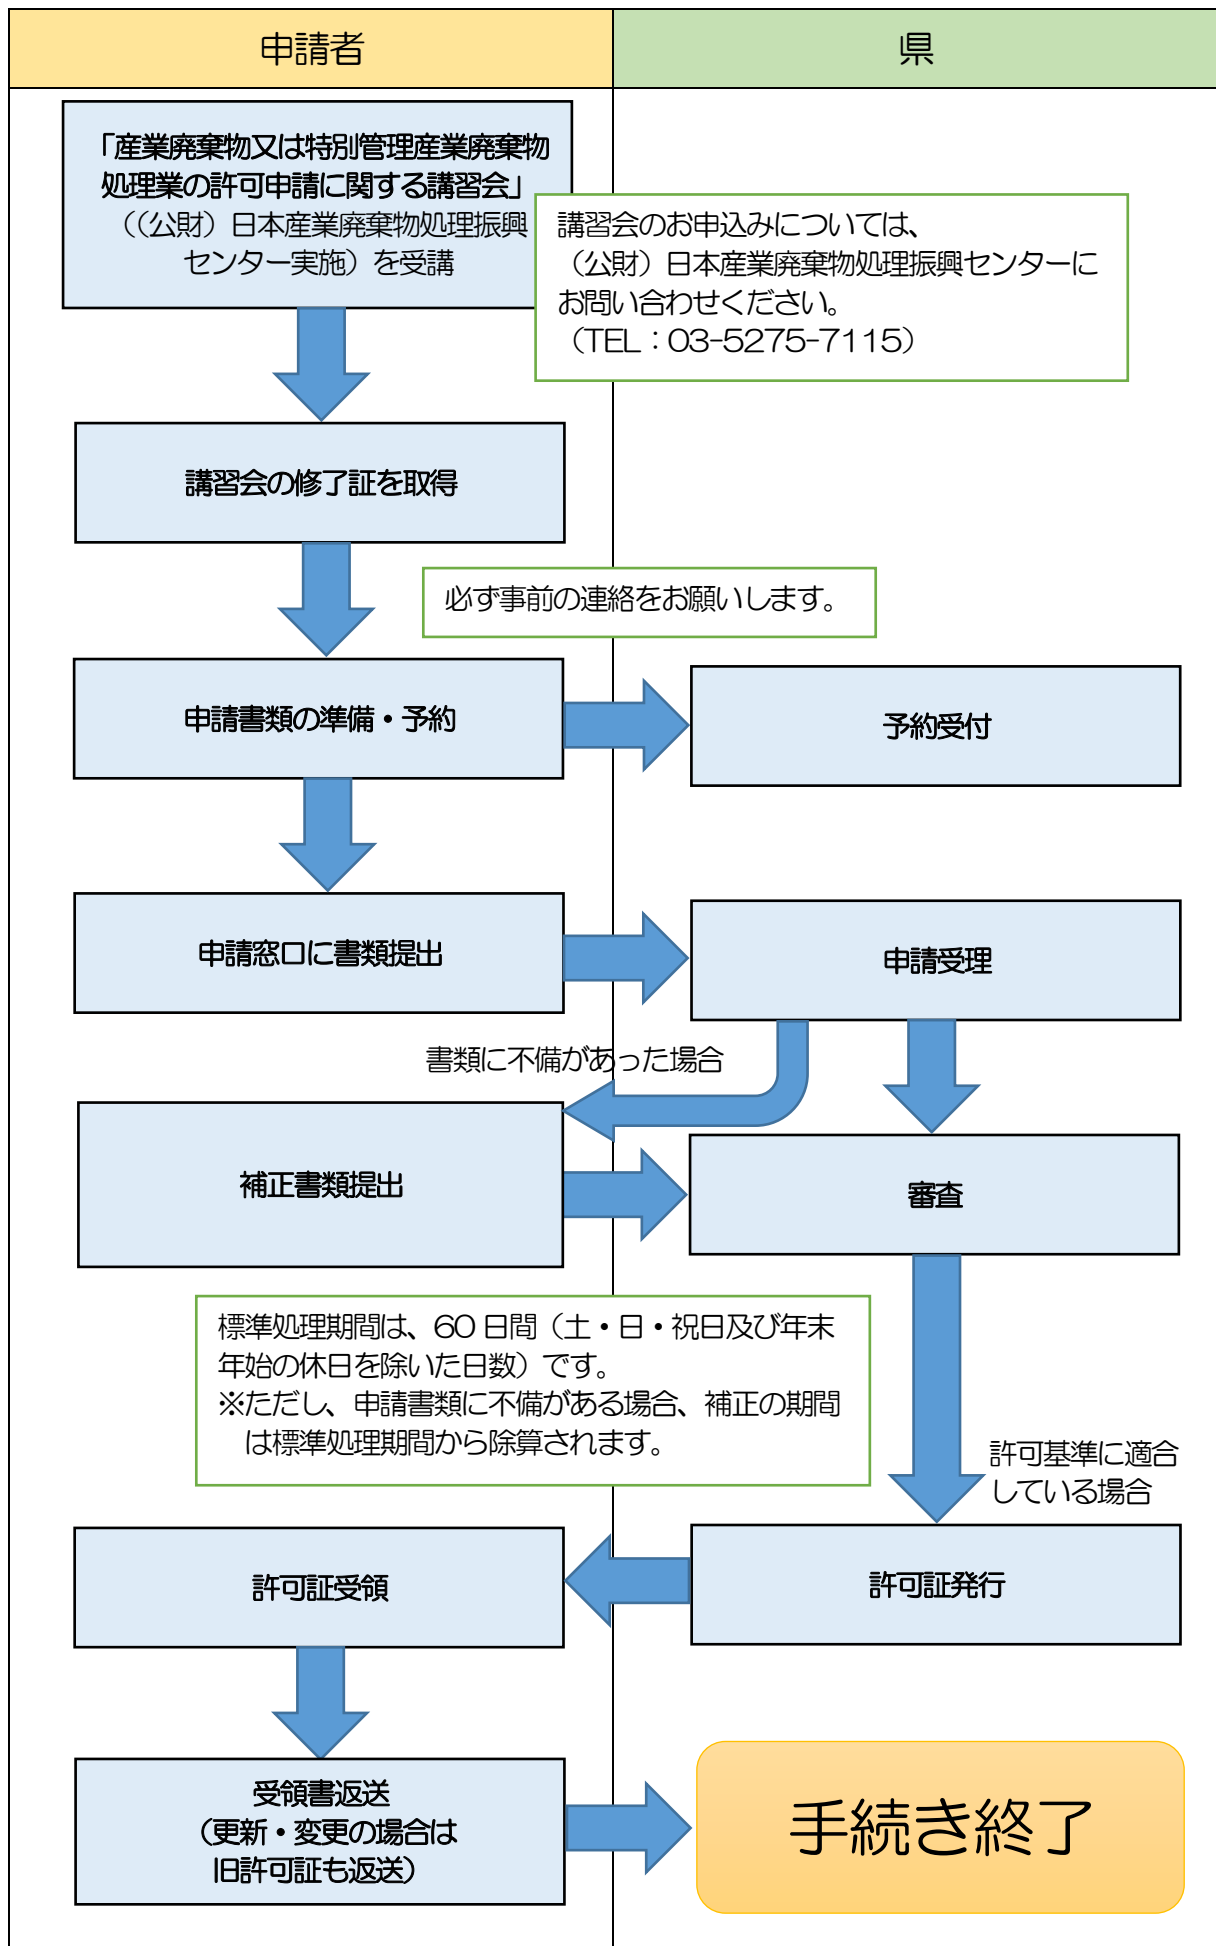 申請者
県
「産業廃棄物又は特別管理産業廃棄物
処理業の許可申請に関する講習会」
（（公財）日本産業廃棄物処理振興
センター実施）を受講
講習会のお申込みについては、
（公財）日本産業廃棄物処理振興センターに
お問い合わせください。
（TEL：03-5275-7115）
講習会の修了証を取得
必ず事前の連絡をお願いします。
申請書類の準備・予約
予約受付
申請窓口に書類提出
申請受理
書類に不備があった場合
補正書類提出
審査
標準処理期間は、60 日間（土・日・祝日及び年末
年始の休日を除いた日数）です。
※ただし、申請書類に不備がある場合、補正の期間
は標準処理期間から除算されます。
許可基準に適合
している場合
許可証受領
許可証発行
受領書返送
（更新・変更の場合は
旧許可証も返送）
手続き終了